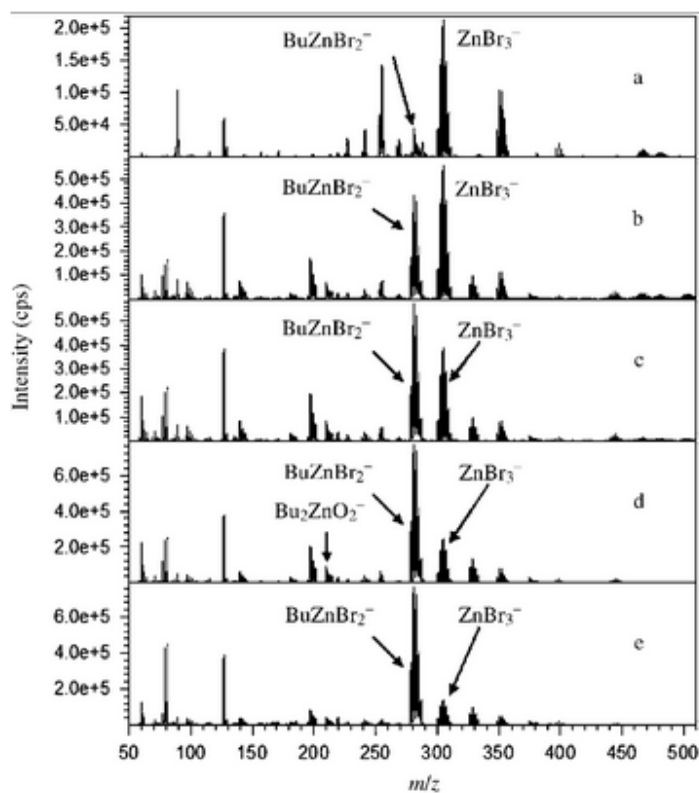 2.0e+5
1.5e+5
1.0e+5
5.0e+4
BuZnBr₂⁻
ZnBr₃⁻
a
5.0e+5
4.0e+5
3.0e+5
2.0e+5
1.0e+5
BuZnBr₂⁻
ZnBr₃⁻
b
5.0e+5
4.0e+5
3.0e+5
2.0e+5
1.0e+5
BuZnBr₂⁻
ZnBr₃⁻
c
6.0e+5
4.0e+5
2.0e+5
BuZnBr₂⁻
Bu₂ZnO₂⁻
ZnBr₃⁻
d
6.0e+5
4.0e+5
2.0e+5
BuZnBr₂⁻
ZnBr₃⁻
e
Intensity (cps)
50 100 150 200 250 300 350 400 450 500
m/z